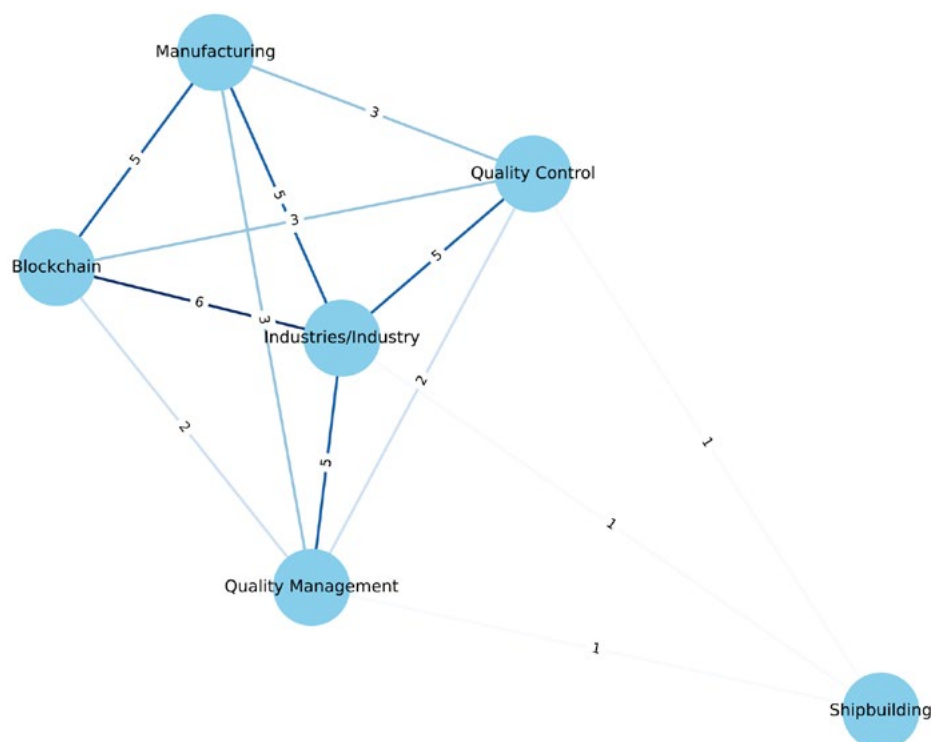 Manufacturing
3
5
Quality Control
5
3
5
Blockchain
6
3
Industries/Industry
2
2
1
5
1
Quality Management
1
Shipbuilding